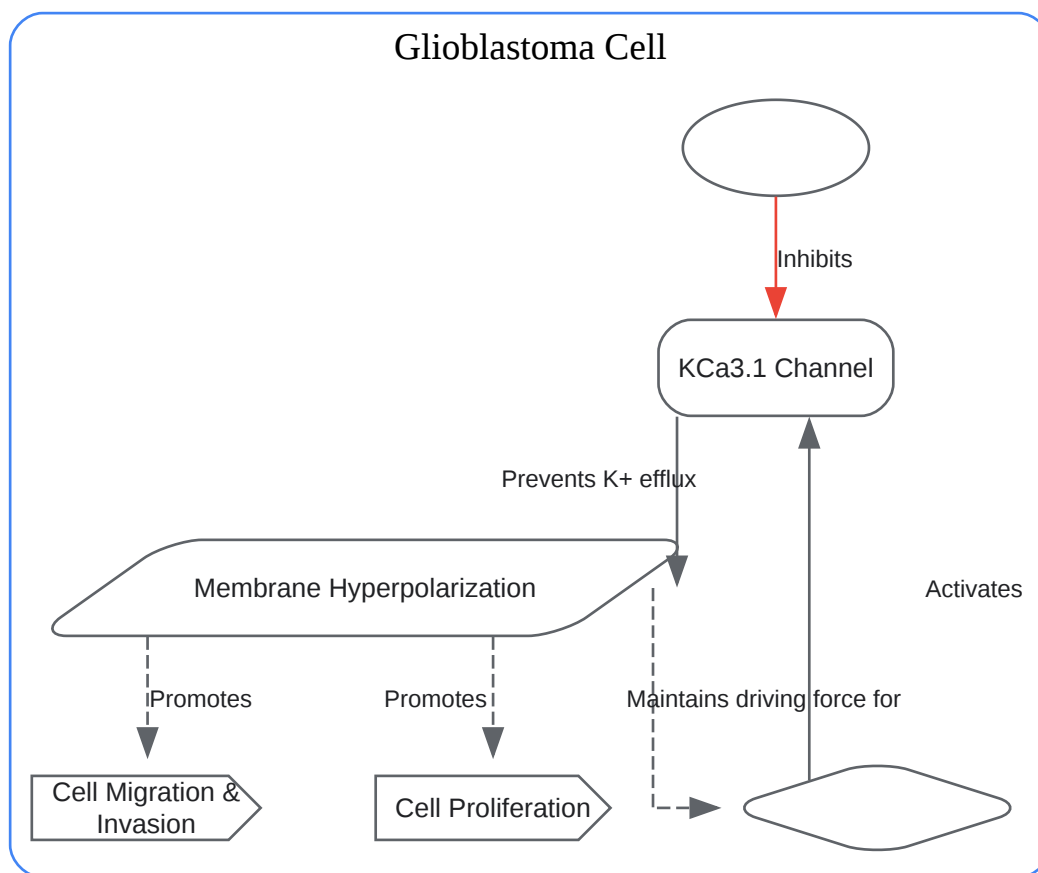 Glioblastoma Cell
Inhibits
KCa3.1 Channel
Prevents K+ efflux
Membrane Hyperpolarization
Activates
Promotes
Promotes
Maintains driving force for
Cell Migration &
Invasion
Cell Proliferation